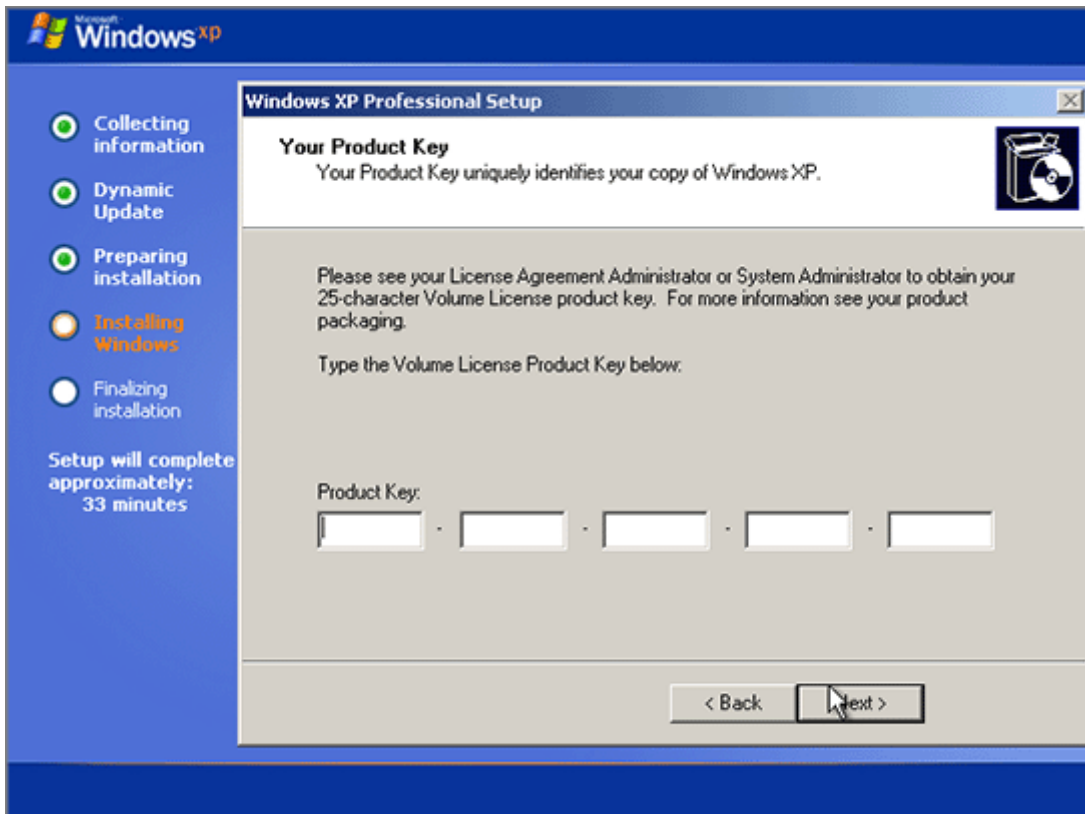 Microsoft
Windows xp
Collecting
information
Dynamic
Update
Preparing
installation
Installing
Windows
Finalizing
installation
Setup will complete
approximately:
33 minutes
Windows XP Professional Setup
Your Product Key
Your Product Key uniquely identifies your copy of Windows XP.
Please see your License Agreement Administrator or System Administrator to obtain your
25-character Volume License product key. For more information see your product
packaging.
Type the Volume License Product Key below:
Product Key:
- - - -
< Back
Next >